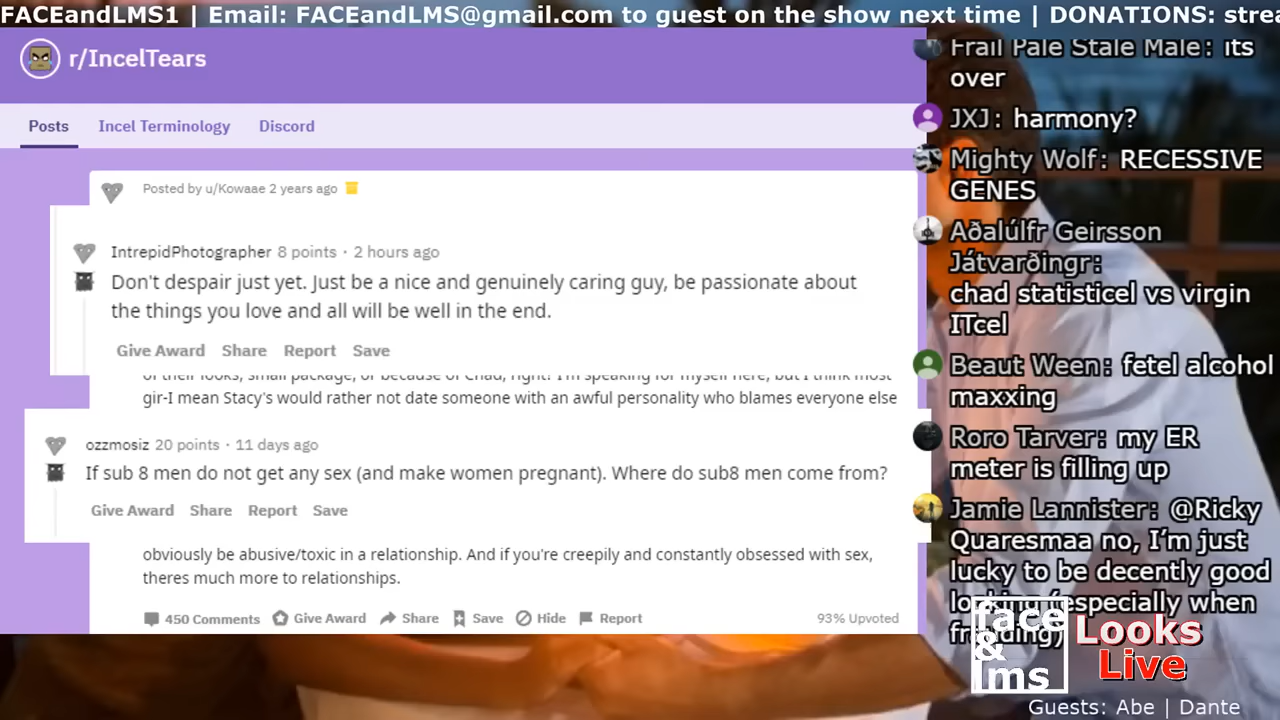 FACEandLMS1 | Email: FACEandLMS@gmail.com to guest on the show next time | DONATIONS: strea
r/IncelTears
Posts
Incel Terminology
Discord
Posted by u/Kowaae 2 years ago
IntrepidPhotographer 8 points · 2 hours ago
Don't despair just yet. Just be a nice and genuinely caring guy, be passionate about
the things you love and all will be well in the end.
Give Award Share Report Save
of their looks, small package, or because of Chad, right? I'm speaking for myself here, but I think most
gir-I mean Stacy's would rather not date someone with an awful personality who blames everyone else
ozzmosiz 20 points · 11 days ago
If sub 8 men do not get any sex (and make women pregnant). Where do sub8 men come from?
Give Award Share Report Save
obviously be abusive/toxic in a relationship. And if you're creepily and constantly obsessed with sex,
theres much more to relationships.
450 Comments Give Award Share Save Hide Report 93% Upvoted
Frail Pale Stale Male: its
over
JXJ: harmony?
Mighty Wolf: RECESSIVE
GENES
Aðalúlfr Geirsson
Játvarðingr:
chad statisticel vs virgin
ITcel
Beaut Ween: fetel alcohol
maxxing
Roro Tarver: my ER
meter is filling up
Jamie Lannister: @Ricky
Quaresmaa no, I'm just
lucky to be decently good
(especially when
face
&
lms
Looks
Live
Guests: Abe | Dante